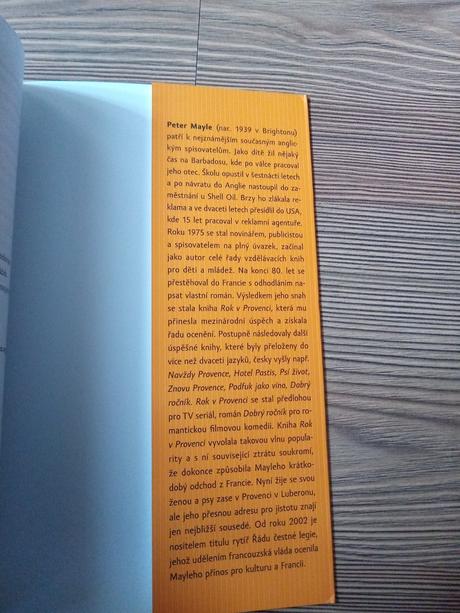 Peter Mayle (nar. 1939 v Brightonu)
patří k nejznámějším současným anglic-
kým spisovatelům. Jako dítě žil nějaký
čas na Barbadosu, kde po válce pracoval
jeho otec. Školu opustil v šestnácti letech
a po návratu do Anglie nastoupil do za-
městnání u Shell Oil. Brzy ho zlákala re-
klama a ve dvaceti letech přesídlil do USA,
kde 15 let pracoval v reklamní agentuře.
Roku 1975 se stal novinářem, publicistou
a spisovatelem na plný úvazek, začínal
jako autor celé řady vzdělávacích knih
pro děti a mládež. Na konci 80. let se
přestěhoval do Francie s odhodláním na-
psat vlastní román. Výsledkem jeho snah
se stala kniha Rok v Provenci, která mu
přinesla mezinárodní úspěch a získala
řadu ocenění. Postupně následovaly další
úspěšné knihy, které byly přeloženy do
více než dvaceti jazyků, česky vyšly např.
Navždy Provence, Hotel Pastis, Psí život,
Znovu Provence, Podfuk jako víno, Dobrý
ročník. Rok v Provenci se stal předlohou
pro TV seriál, román Dobrý ročník pro ro-
mantickou filmovou komedii. Kniha Rok
v Provenci vyvolala takovou vlnu popula-
rity a s ní související ztrátu soukromí,
že dokonce způsobila Mayleho krátko-
dobý odchod z Francie. Nyní žije se svou
ženou a psy zase v Provenci v Luberonu,
ale jeho přesnou adresu pro jistotu znají
jen nejbližší sousedé. Od roku 2002 je
nositelem titulu rytíř Řádu čestné legie,
jehož udělením francouzská vláda ocenila
Mayleho přínos pro kulturu a Francii.